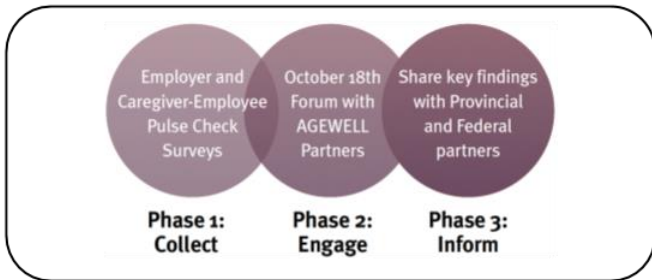 Employer and
Caregiver-Employee
Pulse Check
Surveys
October 18th
Forum with
AGEWELL
Partners
Share key findings
with Provincial
and Federal
partners
Phase 1:
Collect
Phase 2:
Engage
Phase 3:
Inform